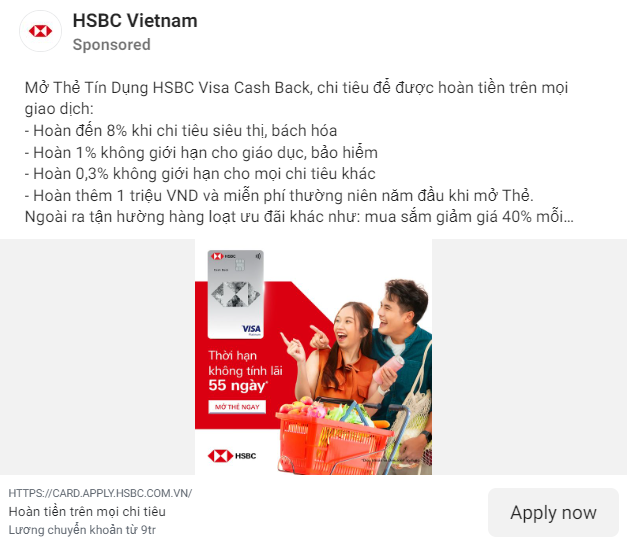 HSBC Vietnam
Sponsored
Mở Thẻ Tín Dụng HSBC Visa Cash Back, chi tiêu để được hoàn tiền trên mọi
giao dịch:
- Hoàn đến 8% khi chi tiêu siêu thị, bách hóa
- Hoàn 1% không giới hạn cho giáo dục, bảo hiểm
- Hoàn 0,3% không giới hạn cho mọi chi tiêu khác
- Hoàn thêm 1 triệu VND và miễn phí thường niên năm đầu khi mở Thẻ.
Ngoài ra tận hưởng hàng loạt ưu đãi khác như: mua sắm giảm giá 40% mỗi...
HSBC
VISA
Platinum
Thời hạn
không tính lãi
55 ngày*
MỞ THẺ NGAY
HSBC
HTTPS://CARD.APPLY.HSBC.COM.VN/
Hoàn tiền trên mọi chi tiêu
Lương chuyển khoản từ 9tr
Apply now